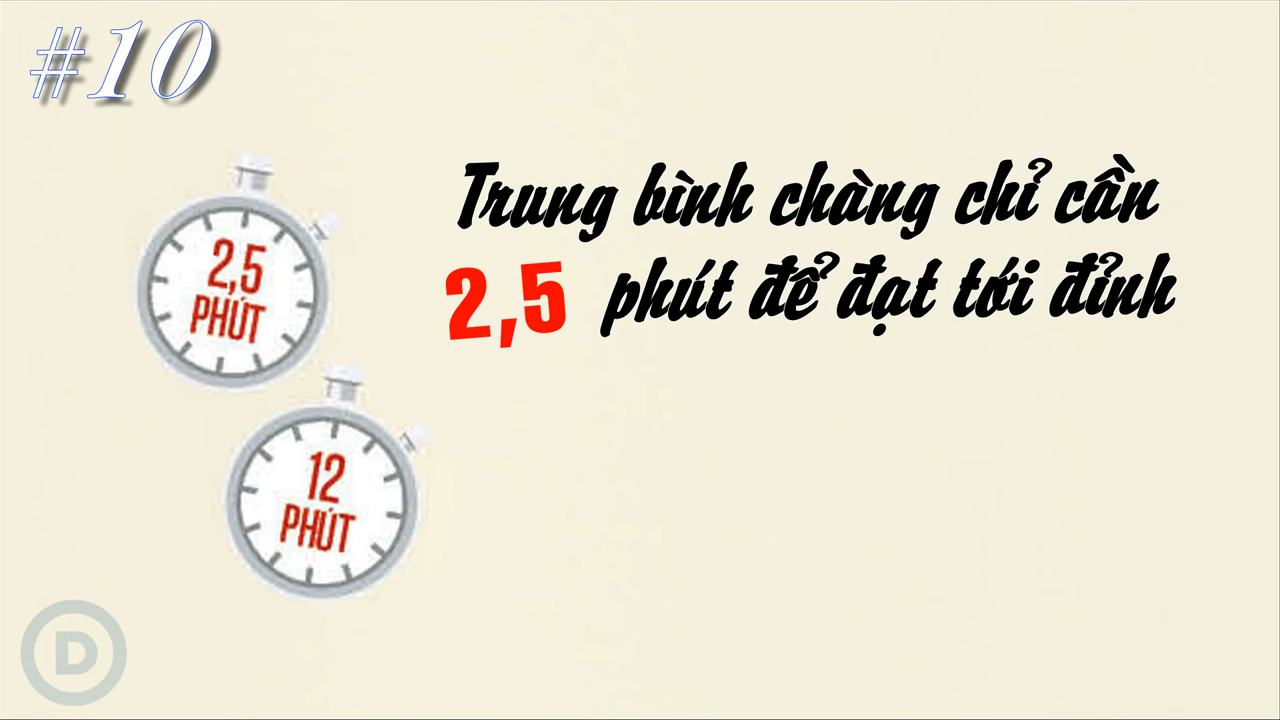 #10
2,5
PHÚT
Trung bình chàng chỉ cần
2,5 phút để đạt tới đỉnh
12
PHÚT
D